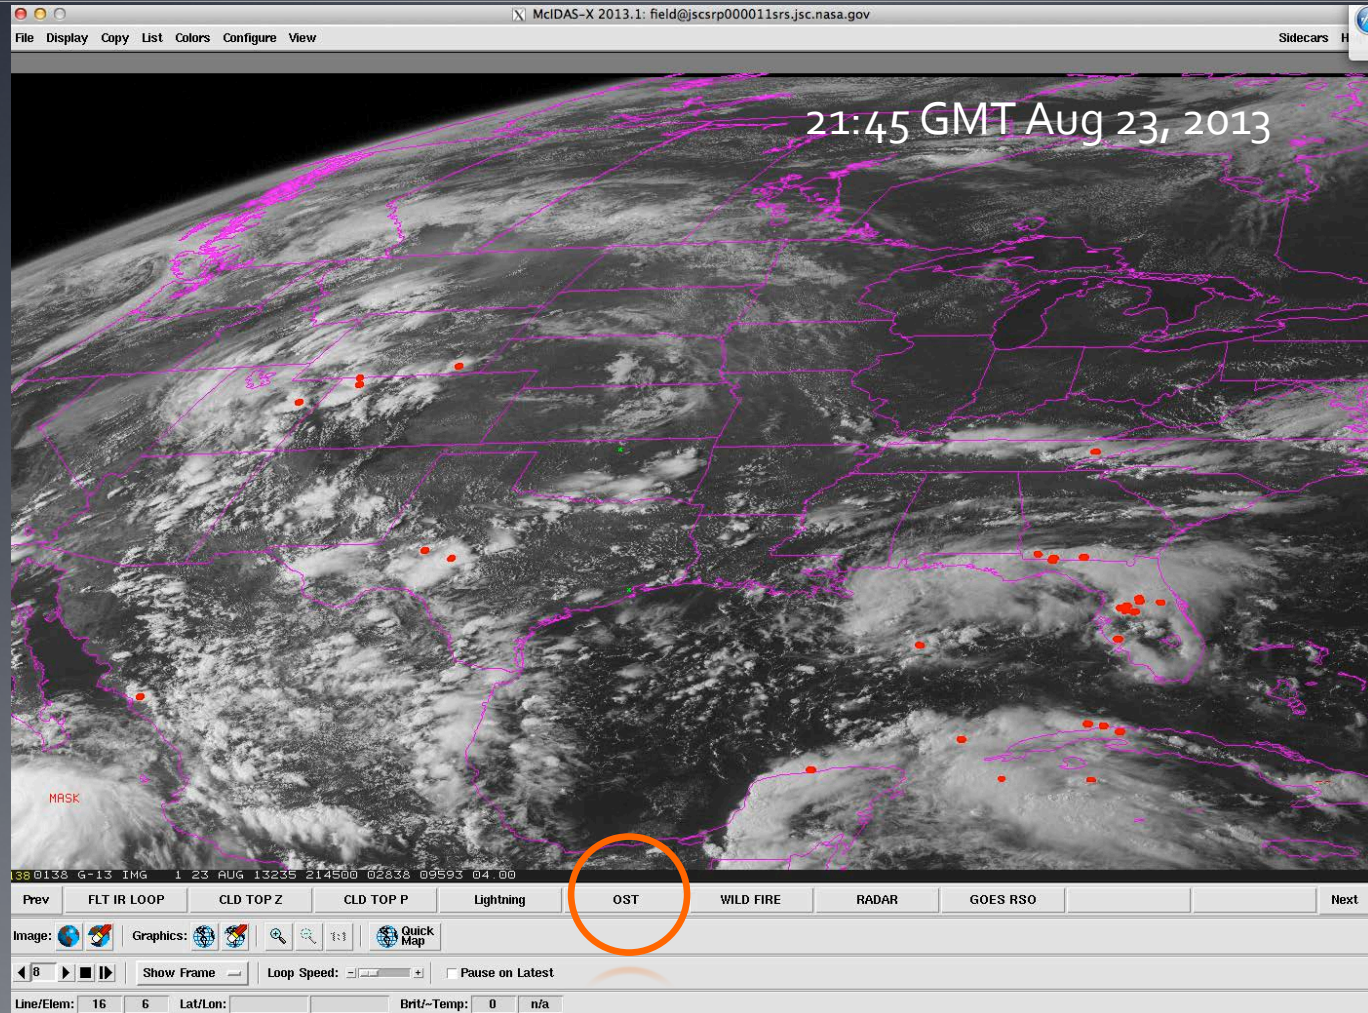 McIDAS-X 2013.1: field@jscsrp000011srs.jsc.nasa.gov
File Display Copy List Colors Configure View Sidecars H
21:45 GMT Aug 23, 2013
MASK
138 0138 G-13 IMG 1 23 AUG 13235 214500 02838 09593 04.00
Prev FLT IR LOOP CLD TOP Z CLD TOP P Lightning OST WILD FIRE RADAR GOES RSO Next
Image: Graphics: 1:1 Quick Map
8 Show Frame Loop Speed: - + Pause on Latest
Line/Elem: 16 6 Lat/Lon: Brit/~Temp: 0 n/a